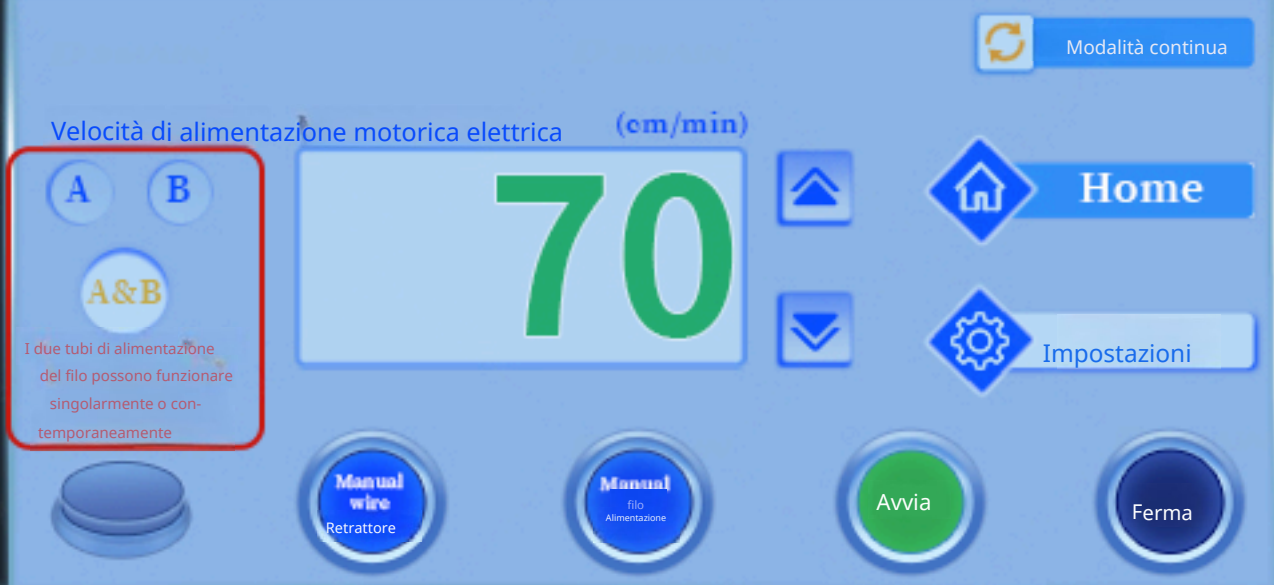 Modalità continua
Velocità di alimentazione motorica elettrica
(cm/min)
A
B
70
Home
A&B
I due tubi di alimentazione
del filo possono funzionare
singolarmente o con-
temporaneamente
Impostazioni
Manual
wire
Retrattore
Manual
filo
Alimentazione
Avvia
Ferma